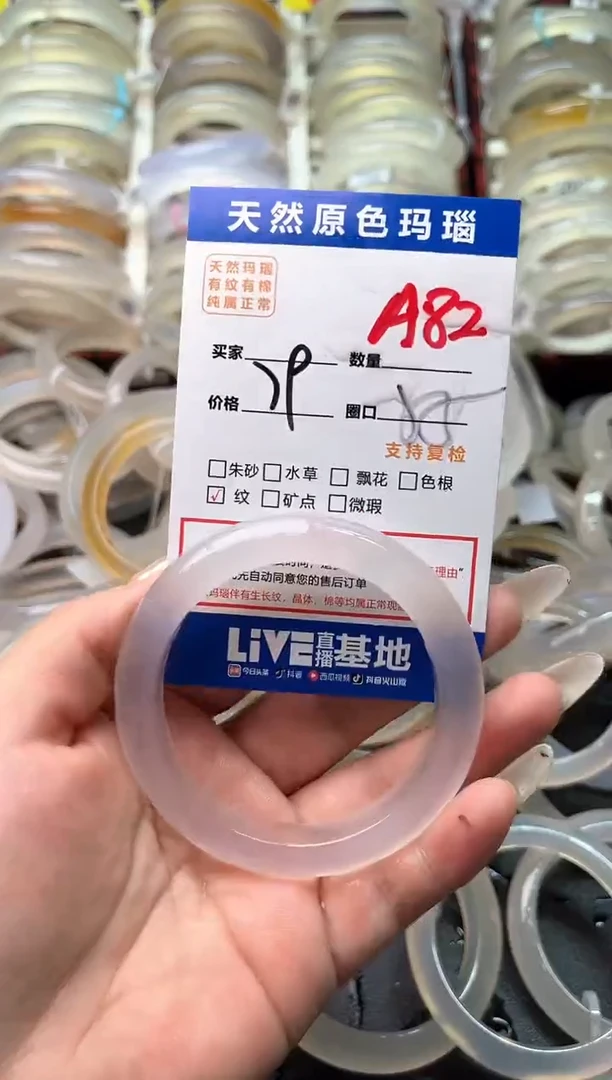 天然原色玛瑙
天然玛瑙
有纹有棉
纯属正常
A82
买家 数量
价格 圈口
支持复检
朱砂 水草 飘花 色根
✓ 纹 矿点 微瑕
理由”
先自动同意您的售后订单
玛瑙伴有生长纹，晶体，棉等均属正常现
LiVE直播基地
今日头条 抖音 西瓜视频 抖音火山版